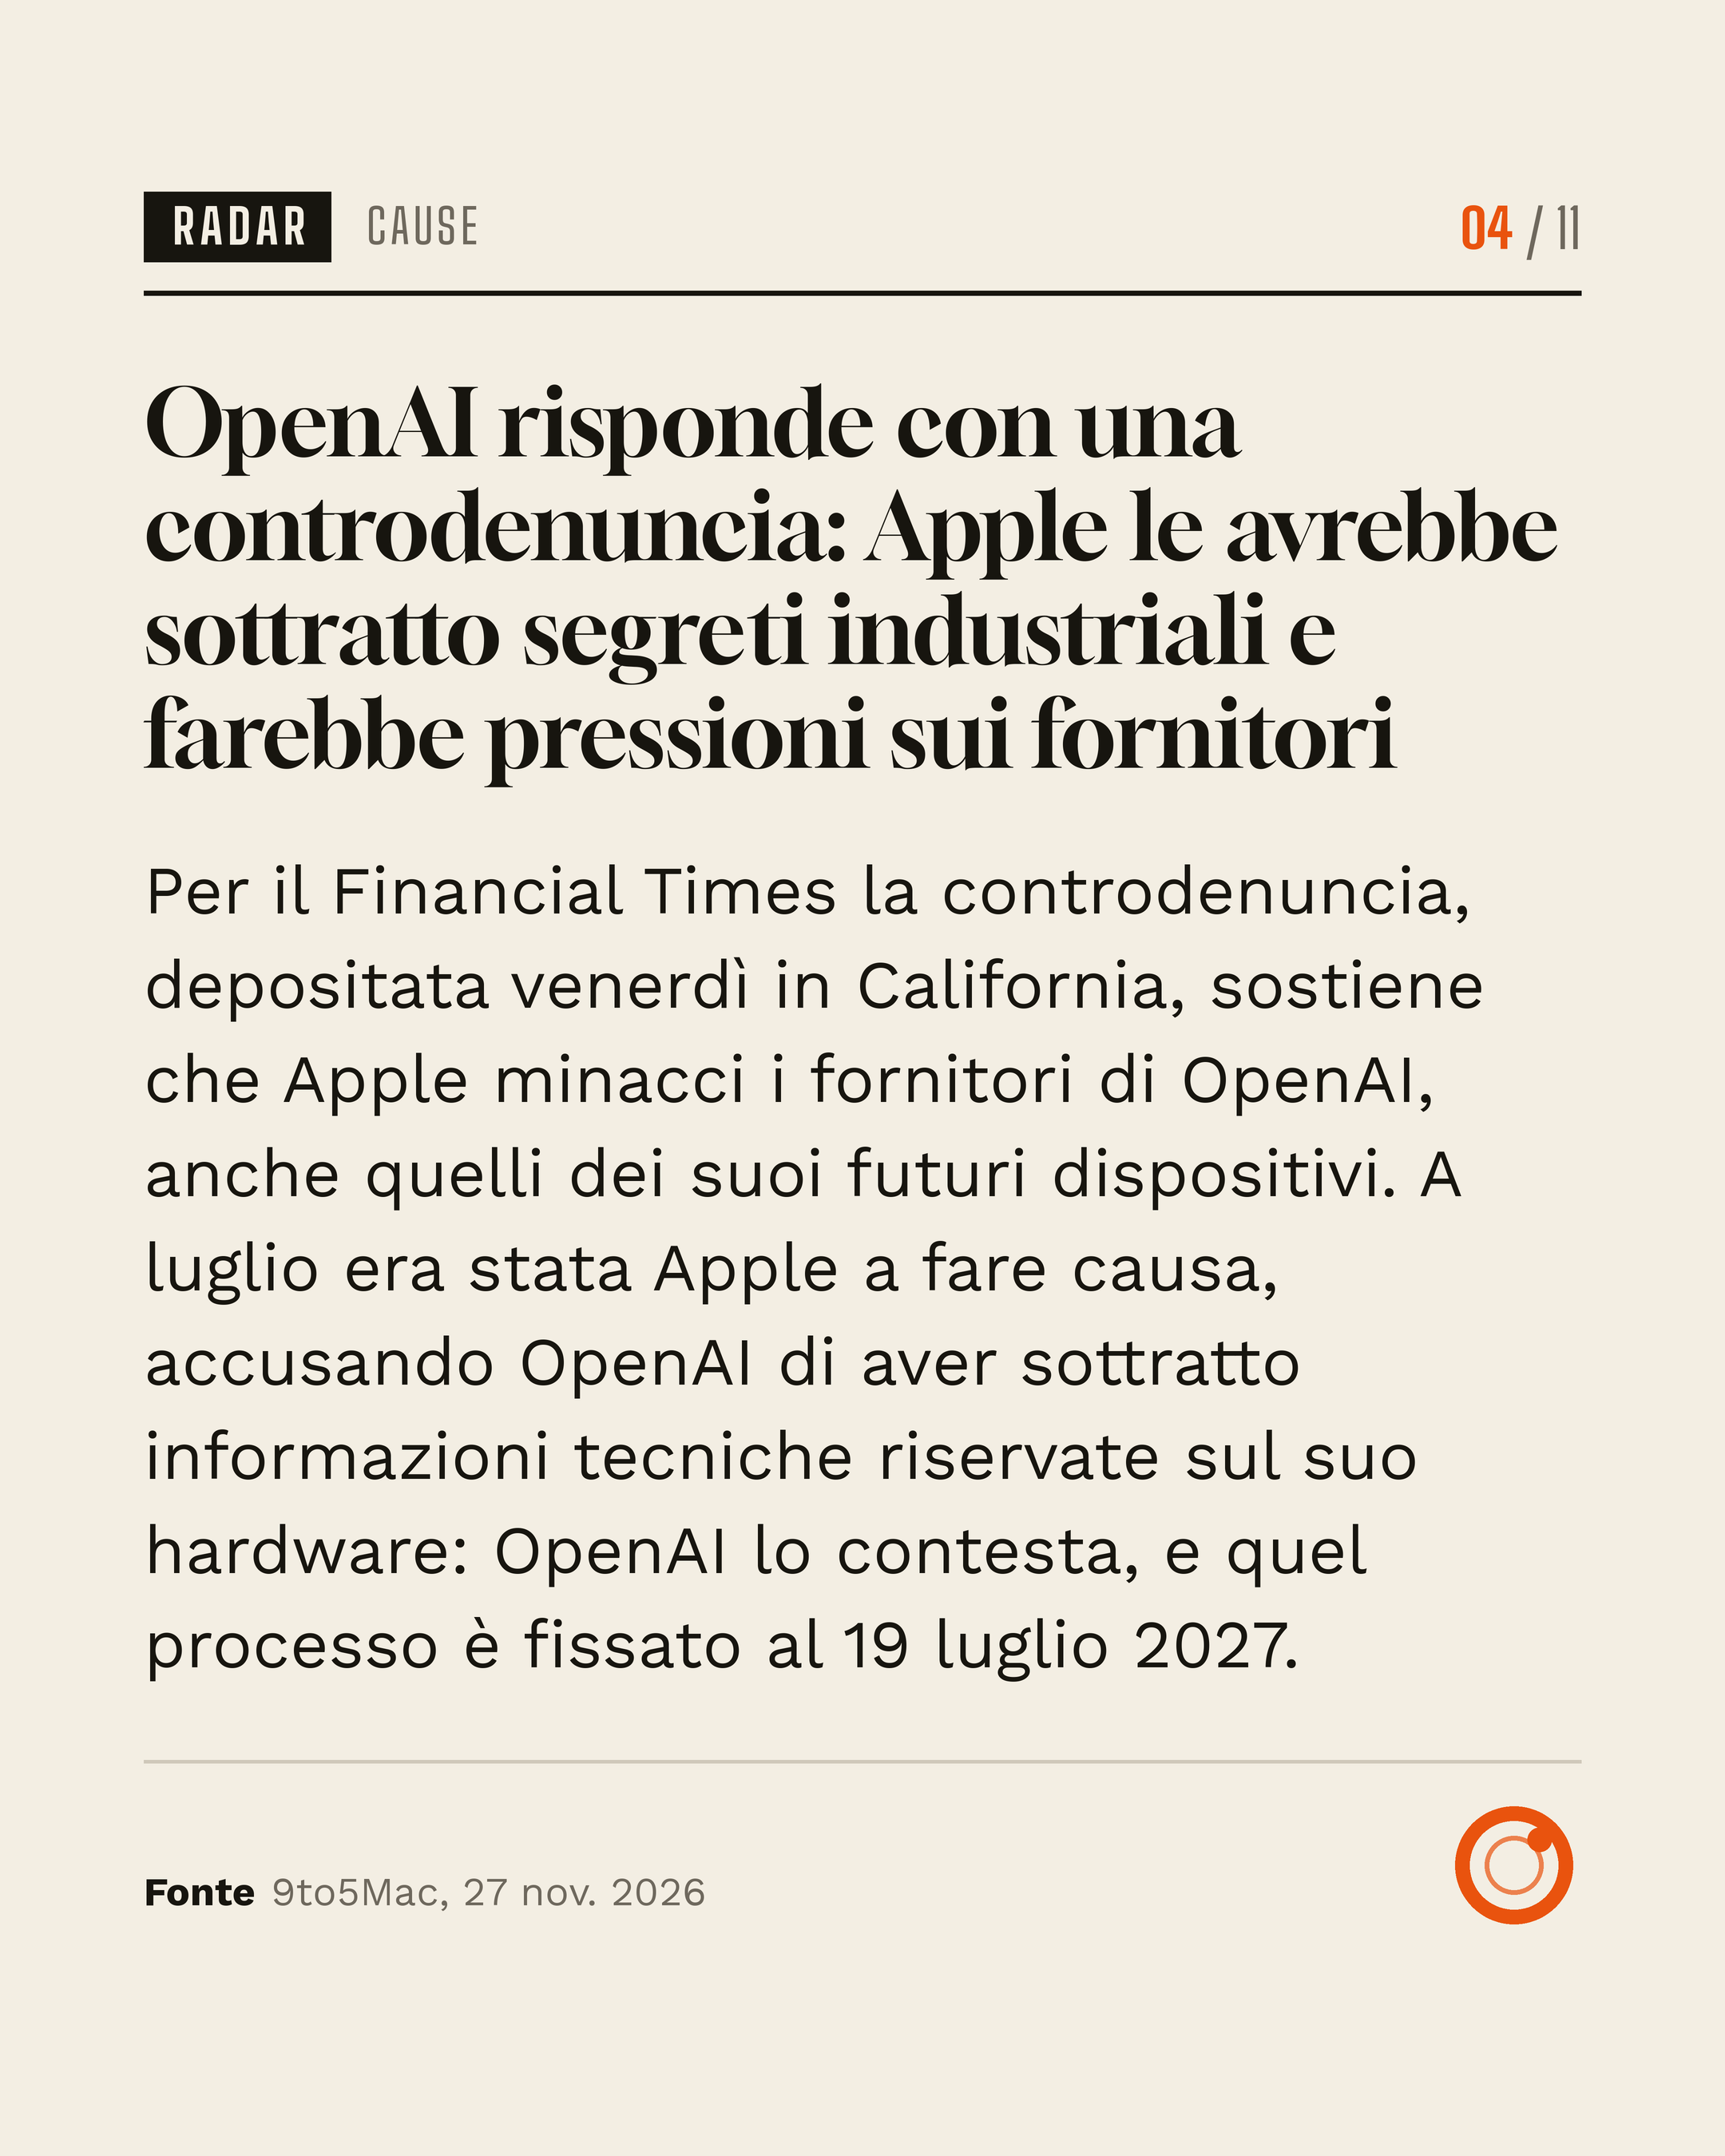 RADAR CAUSE 04 / 11
OpenAI risponde con una
controdenuncia: Apple le avrebbe
sottratto segreti industriali e
farebbe pressioni sui fornitori
Per il Financial Times la controdenuncia,
depositata venerdì in California, sostiene
che Apple minacci i fornitori di OpenAI,
anche quelli dei suoi futuri dispositivi. A
luglio era stata Apple a fare causa,
accusando OpenAI di aver sottratto
informazioni tecniche riservate sul suo
hardware: OpenAI lo contesta, e quel
processo è fissato al 19 luglio 2027.
Fonte 9to5Mac, 27 nov. 2026